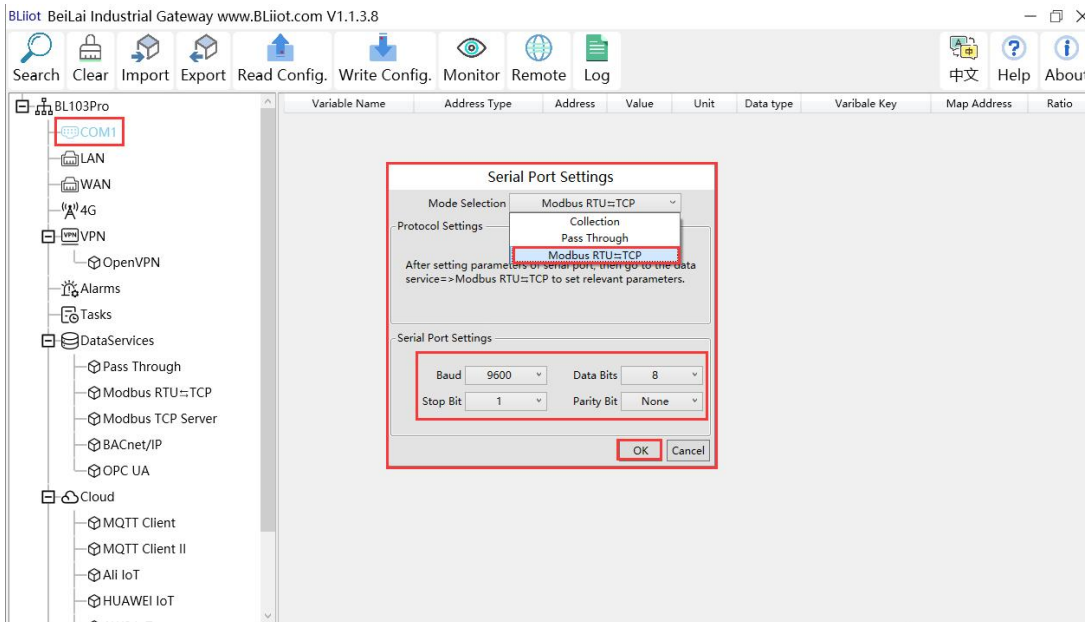 BLiiot BeiLai Industrial Gateway www.BLiiot.com V1.1.3.8
Search Clear Import Export Read Config. Write Config. Monitor Remote Log 中文 Help About
BL103Pro
COM1
LAN
WAN
4G
VPN
OpenVPN
Alarms
Tasks
DataServices
Pass Through
Modbus RTU⇆TCP
Modbus TCP Server
BACnet/IP
OPC UA
Cloud
MQTT Client
MQTT Client II
Ali IoT
HUAWEI IoT
Variable Name Address Type Address Value Unit Data type Varibale Key Map Address Ratio
Serial Port Settings
Mode Selection Modbus RTU⇆TCP
Collection
Pass Through
Modbus RTU⇆TCP
Protocol Settings
After setting parameters of serial port, then go to the data
service=>Modbus RTU⇆TCP to set relevant parameters.
Serial Port Settings
Baud 9600 Data Bits 8
Stop Bit 1 Parity Bit None
OK Cancel